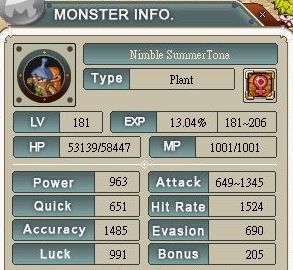 MONSTER INFO.
Nimble SummerTona
Type Plant
LV 181 EXP 13.04% 181~206
HP 53139/58447 MP 1001/1001
Power 963 Attack 649~1345
Quick 651 Hit Rate 1524
Accuracy 1485 Evasion 690
Luck 991 Bonus 205